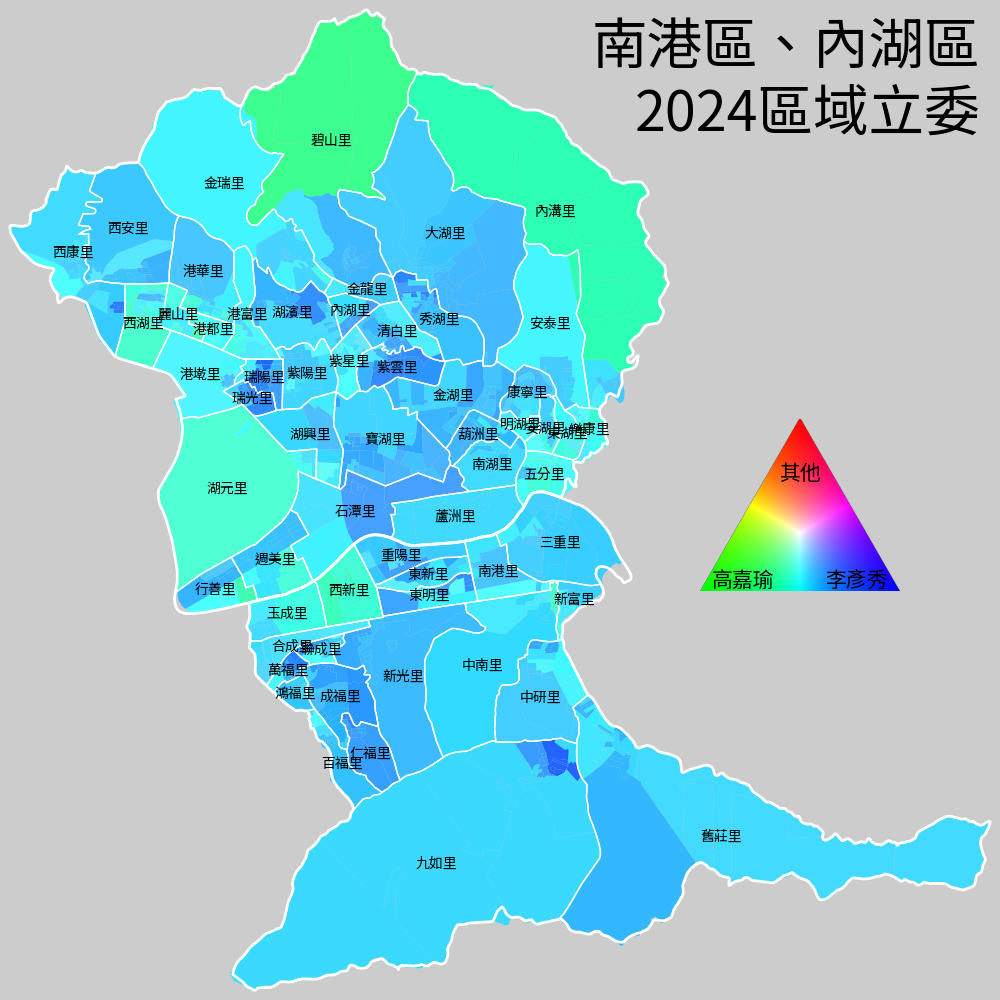 南港區、內湖區
2024區域立委
碧山里
金瑞里
內溝里
西安里
大湖里
西康里
港華里
金龍里
麗山里
港富里
湖濱里
內湖里
西湖里
港都里
清白里
秀湖里
安泰里
港墘里
瑞陽里
紫陽里
紫星里
紫雲里
瑞光里
金湖里
康寧里
湖興里
寶湖里
葫洲里
明湖里
東湖里
樂康里
南湖里
五分里
湖元里
石潭里
蘆洲里
三重里
週美里
重陽里
東新里
南港里
行善里
西新里
東明里
新富里
玉成里
合成里
聯成里
萬福里
新光里
中南里
鴻福里
成福里
中研里
仁福里
百福里
舊莊里
九如里
其他
高嘉瑜
李彥秀